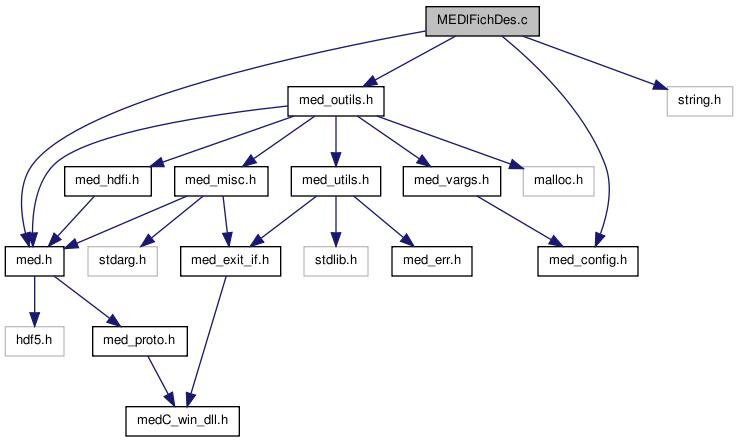 MEDIFichDes.c
med_outils.h
string.h
med_hdfi.h
med_misc.h
med_utils.h
med_vargs.h
malloc.h
med.h
stdarg.h
med_exit_if.h
stdlib.h
med_err.h
med_config.h
hdf5.h
med_proto.h
medC_win_dll.h